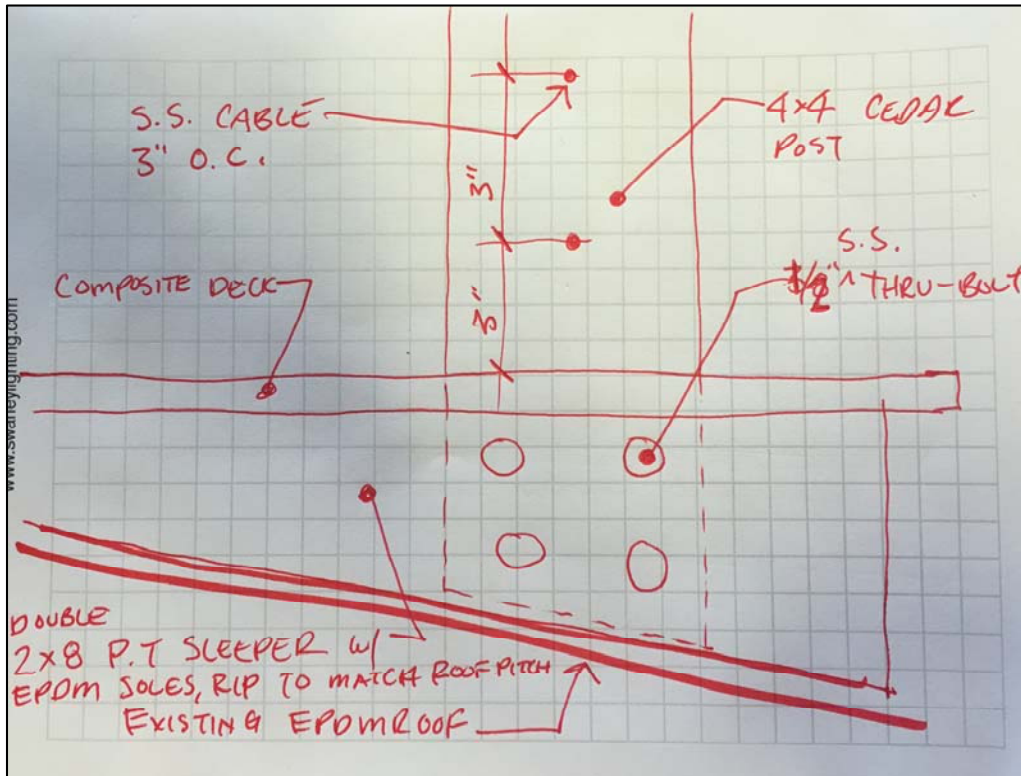 S.S. CABLE
3" O.C.
4x4 CEDAR
POST
3"
S.S.
1/2" ^ THRU-BOLT
COMPOSITE DECK
3"
www.swaneylighting.com
DOUBLE
2x8 P.T SLEEPER W/
EPDM SOLES, RIP TO MATCH ROOF PITCH
EXISTING EPDM ROOF